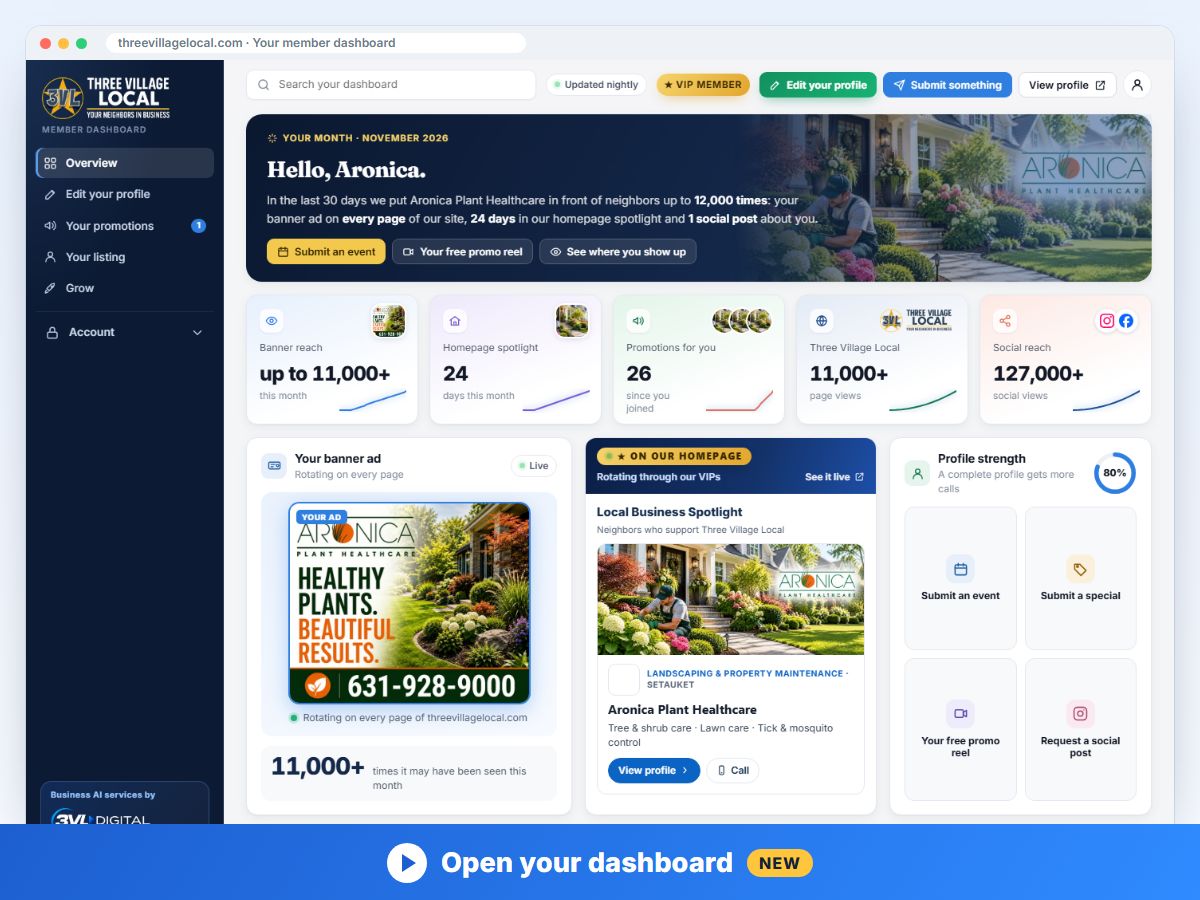 threevillagelocal.com · Your member dashboard
3VL THREE VILLAGE
LOCAL
YOUR NEIGHBORS IN BUSINESS
MEMBER DASHBOARD
Overview
Edit your profile
Your promotions 1
Your listing
Grow
Account
Business AI services by
3VL DIGITAL
Search your dashboard
Updated nightly
★ VIP MEMBER
Edit your profile
Submit something
View profile
YOUR MONTH · NOVEMBER 2026
Hello, Aronica.
In the last 30 days we put Aronica Plant Healthcare in front of neighbors up to 12,000 times: your
banner ad on every page of our site, 24 days in our homepage spotlight and 1 social post about you.
Submit an event
Your free promo reel
See where you show up
ARONICA
PLANT HEALTHCARE
Banner reach
up to 11,000+
this month
Homepage spotlight
24
days this month
Promotions for you
26
since you
joined
3VL THREE VILLAGE
LOCAL
Three Village Local
11,000+
page views
Social reach
127,000+
social views
Your banner ad
Rotating on every page
Live
YOUR AD
ARONICA
PLANT HEALTHCARE
HEALTHY
PLANTS.
BEAUTIFUL
RESULTS.
631-928-9000
Rotating on every page of threevillagelocal.com
11,000+ times it may have been seen this
month
★ ON OUR HOMEPAGE
Rotating through our VIPs
See it live
Local Business Spotlight
Neighbors who support Three Village Local
ARONICA
PLANT HEALTHCARE
LANDSCAPING & PROPERTY MAINTENANCE ·
SETAUKET
Aronica Plant Healthcare
Tree & shrub care · Lawn care · Tick & mosquito
control
View profile
Call
Profile strength
A complete profile gets more
calls
80%
Submit an event
Submit a special
Your free promo
reel
Request a social
post
Open your dashboard NEW